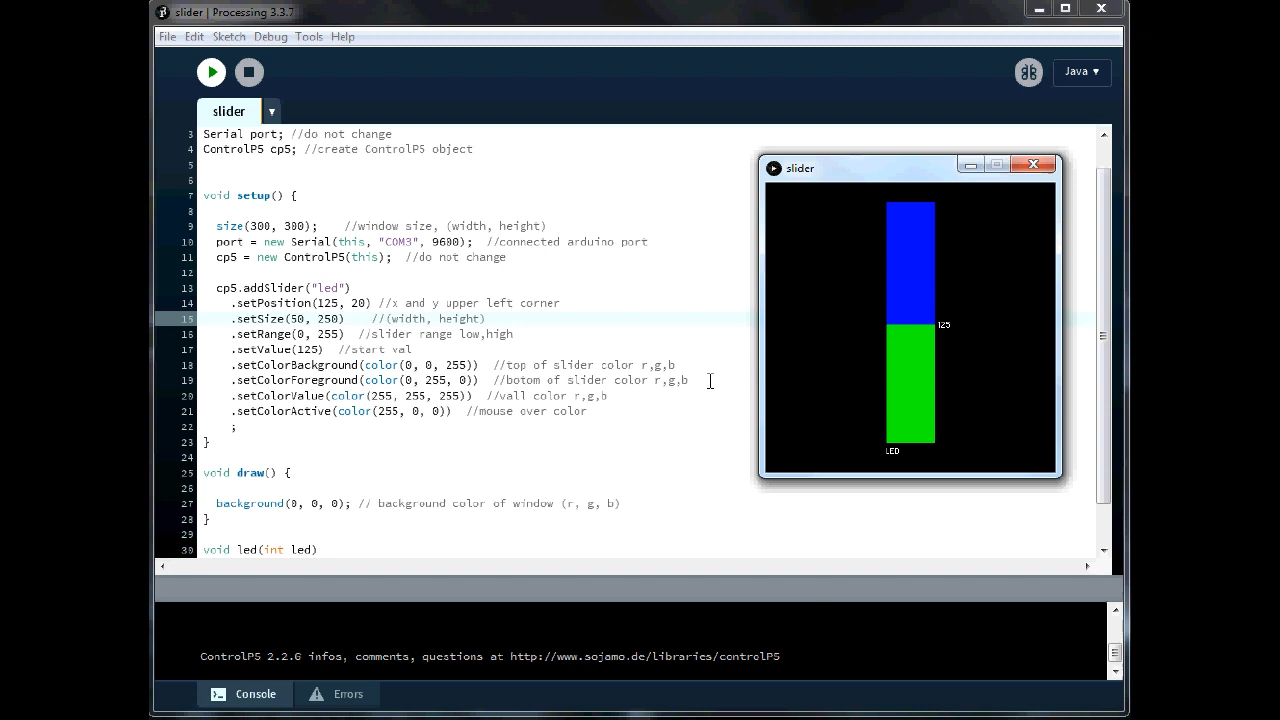 slider | Processing 3.3.7
File Edit Sketch Debug Tools Help
Java ▾
slider ▾
3 Serial port; //do not change
4 ControlP5 cp5; //create ControlP5 object
5
6
7 void setup() {
8
9 size(300, 300); //window size, (width, height)
10 port = new Serial(this, "COM3", 9600); //connected arduino port
11 cp5 = new ControlP5(this); //do not change
12
13 cp5.addSlider("led")
14 .setPosition(125, 20) //x and y upper left corner
15 .setSize(50, 250) //(width, height)
16 .setRange(0, 255) //slider range low,high
17 .setValue(125) //start val
18 .setColorBackground(color(0, 0, 255)) //top of slider color r,g,b
19 .setColorForeground(color(0, 255, 0)) //botom of slider color r,g,b
20 .setColorValue(color(255, 255, 255)) //vall color r,g,b
21 .setColorActive(color(255, 0, 0)) //mouse over color
22 ;
23 }
24
25 void draw() {
26
27 background(0, 0, 0); // background color of window (r, g, b)
28 }
29
30 void led(int led)
slider
125
LED
ControlP5 2.2.6 infos, comments, questions at http://www.sojamo.de/libraries/controlP5
Console Errors